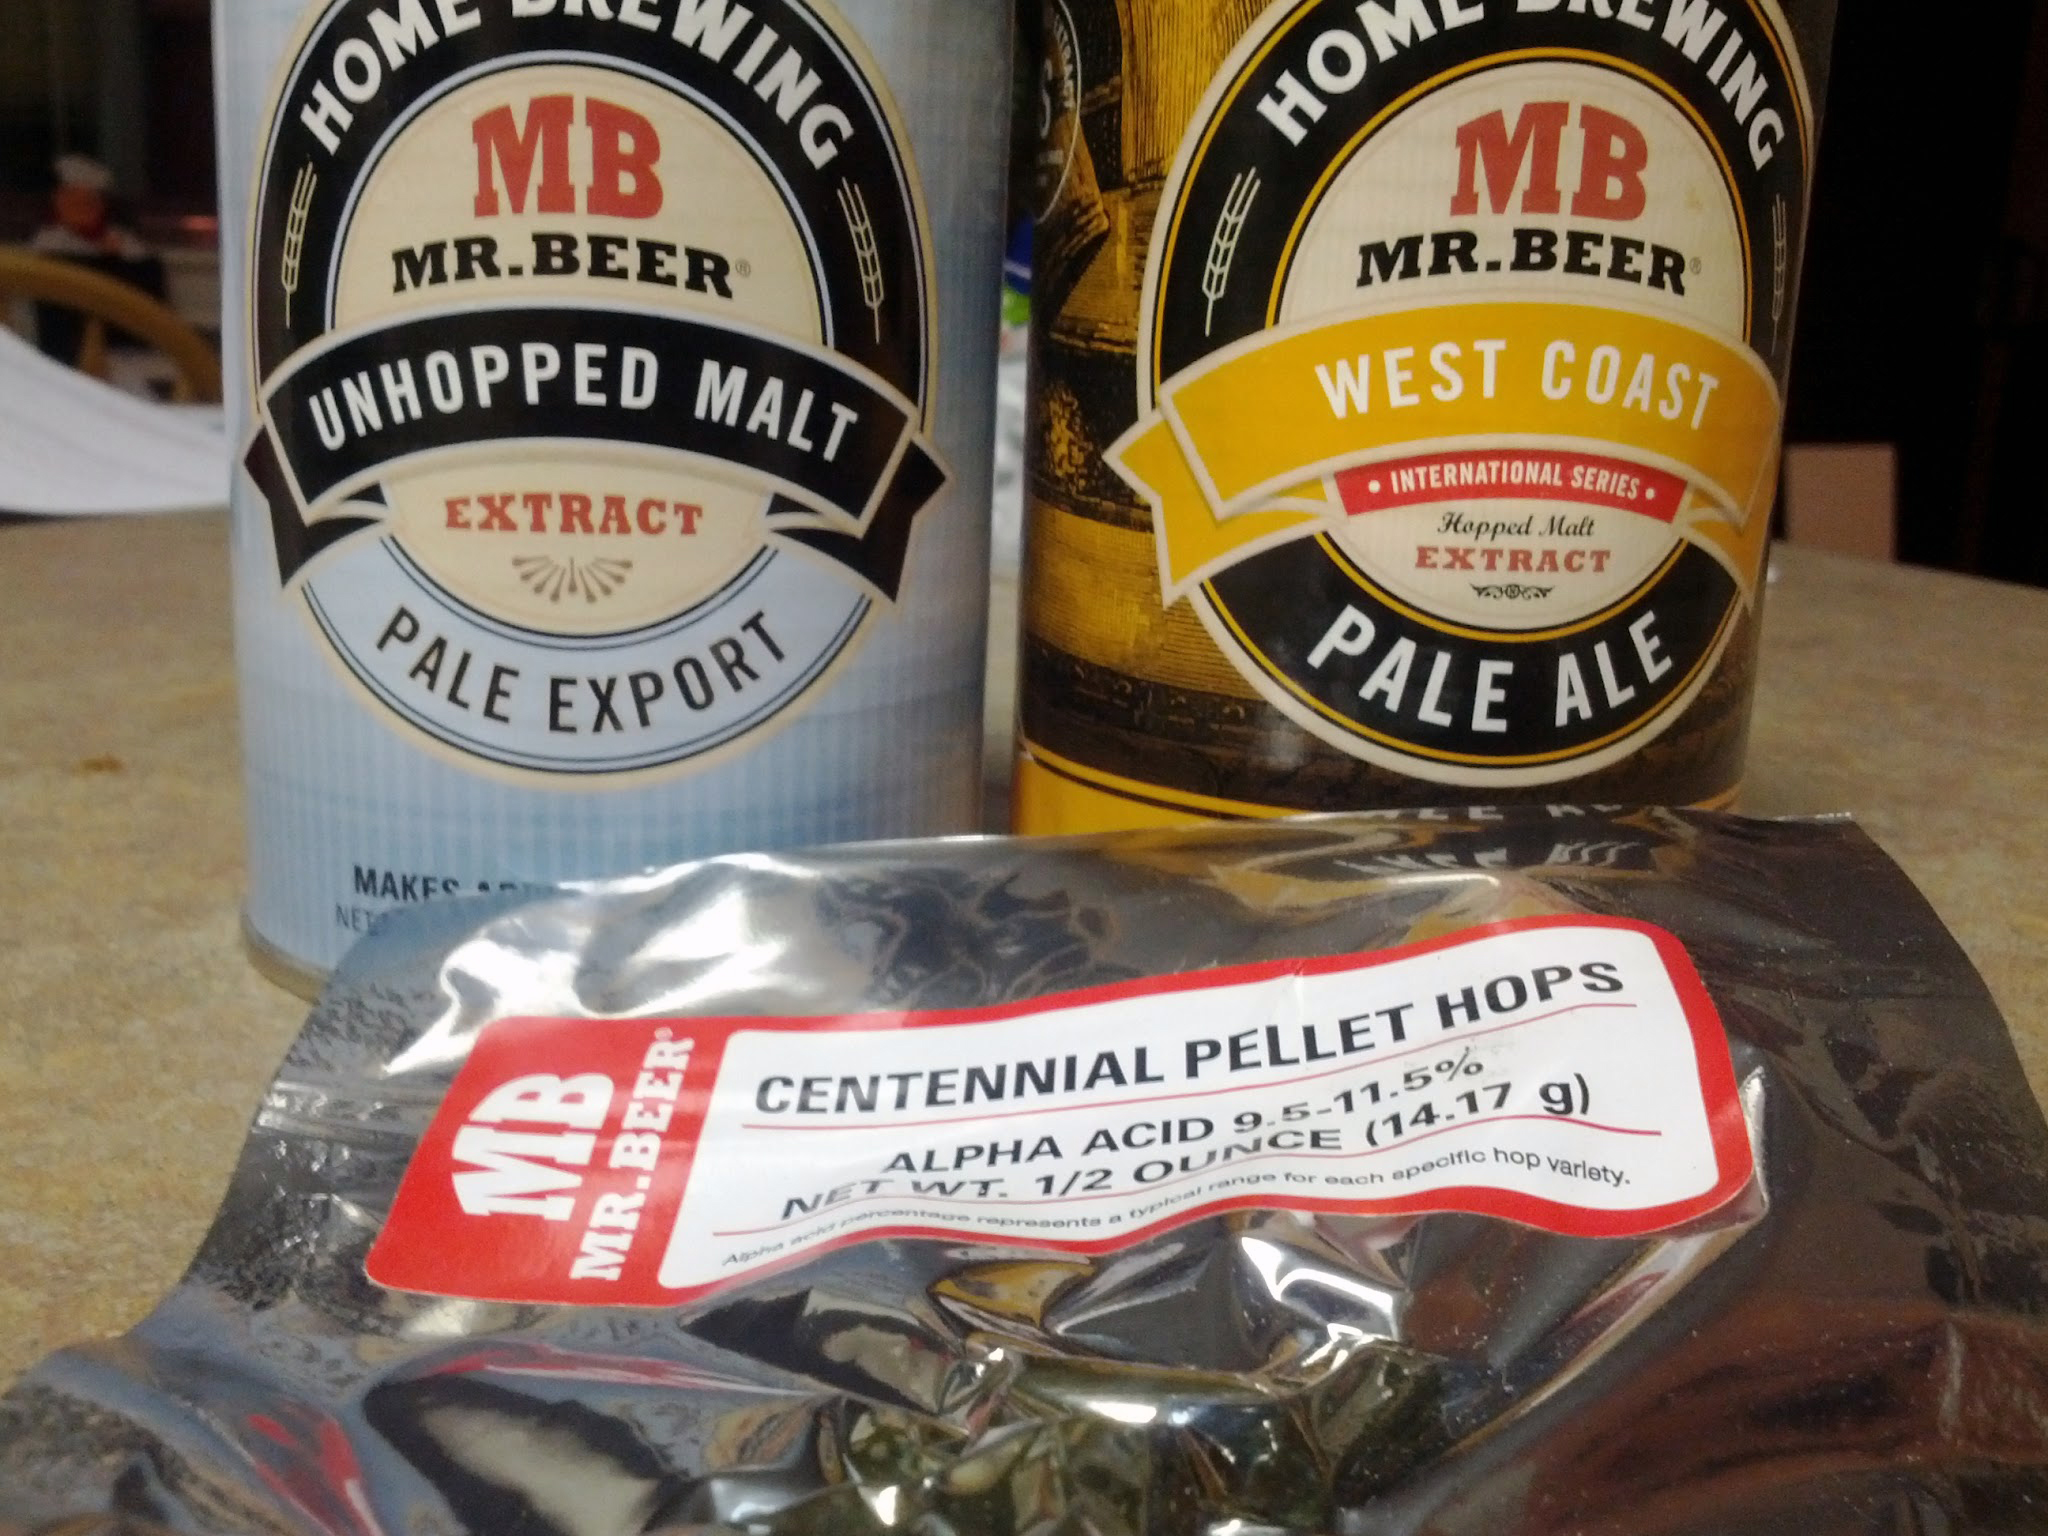 HOME BREWING
MB
MR.BEER®
UNHOPPED MALT
EXTRACT
PALE EXPORT
MAKES
NET
HOME BREWING
MB
MR.BEER®
WEST COAST
• INTERNATIONAL SERIES •
Hopped Malt
EXTRACT
PALE ALE
MB
MR.BEER®
CENTENNIAL PELLET HOPS
ALPHA ACID 9.5-11.5%
NET WT. 1/2 OUNCE (14.17 g)
Alpha acid percentage represents a typical range for each specific hop variety.